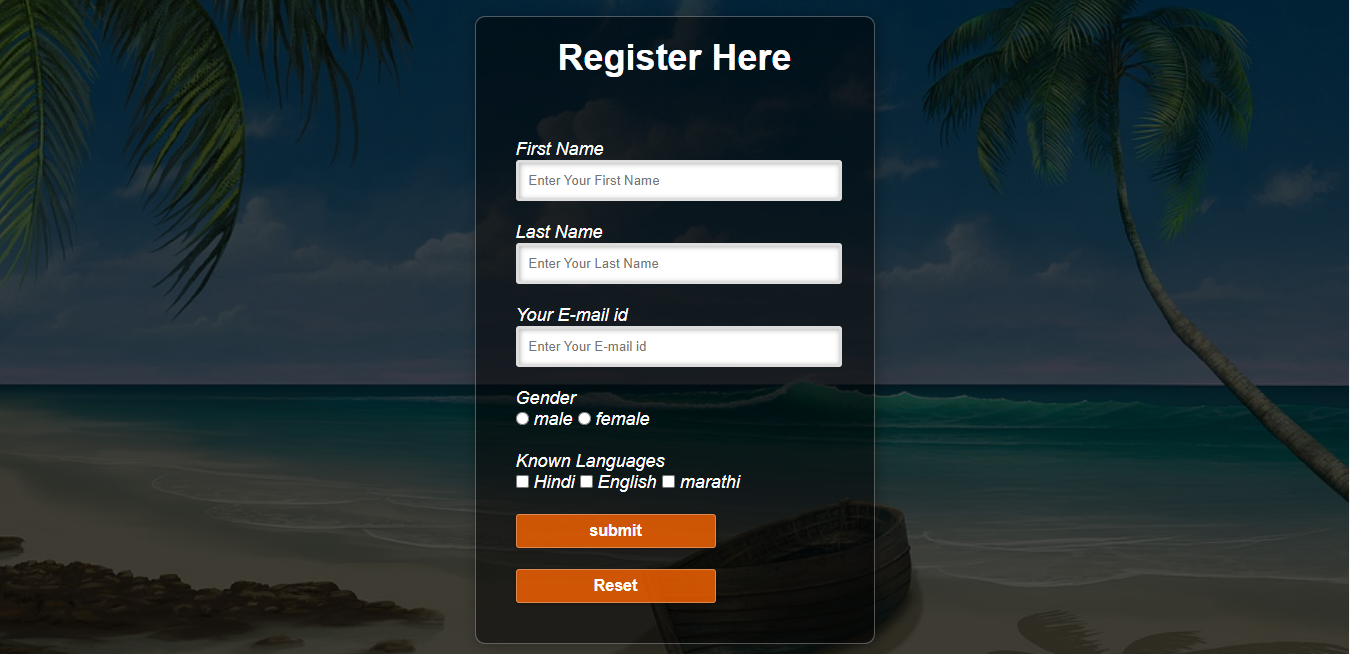 Register Here
First Name
Enter Your First Name
Last Name
Enter Your Last Name
Your E-mail id
Enter Your E-mail id
Gender
male female
Known Languages
Hindi English marathi
submit
Reset